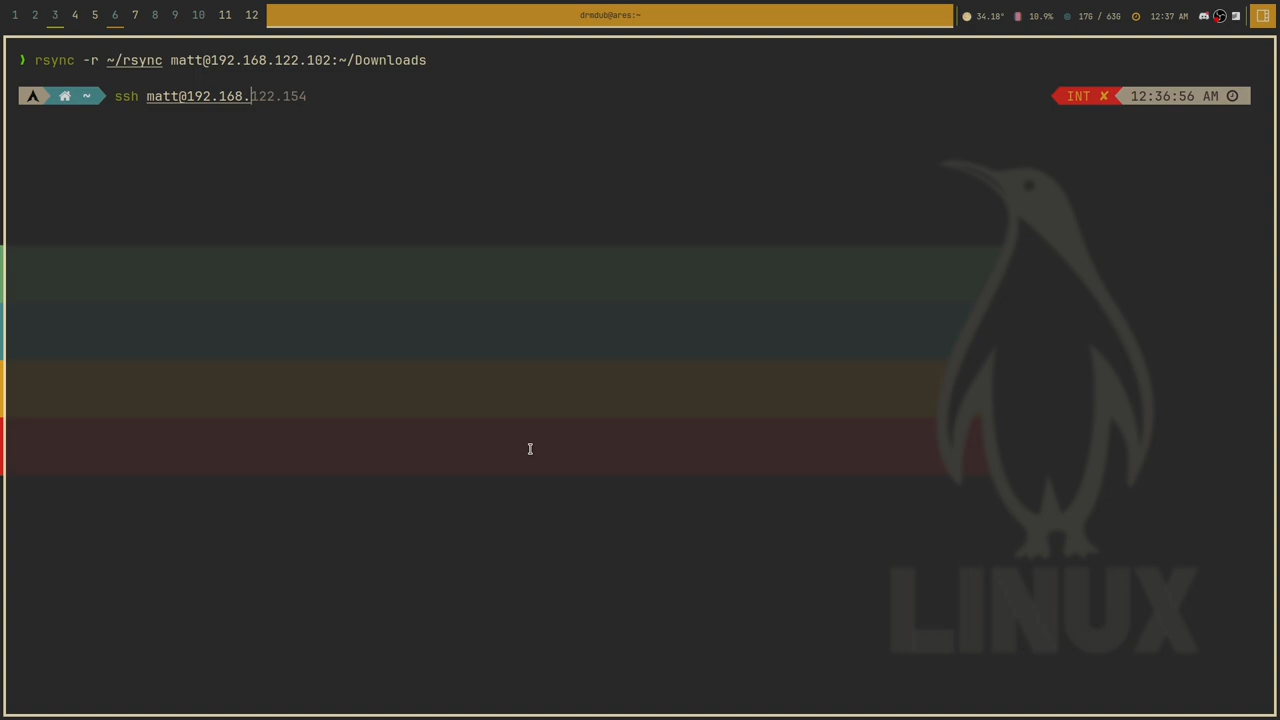 1 2 3 4 5 6 7 8 9 10 11 12 drmdub@ares:~ 34.18° 10.9% 17G / 63G 12:37 AM
❯ rsync -r ~/rsync matt@192.168.122.102:~/Downloads
~ ssh matt@192.168.122.154 INT ✘ 12:36:56 AM
LINUX